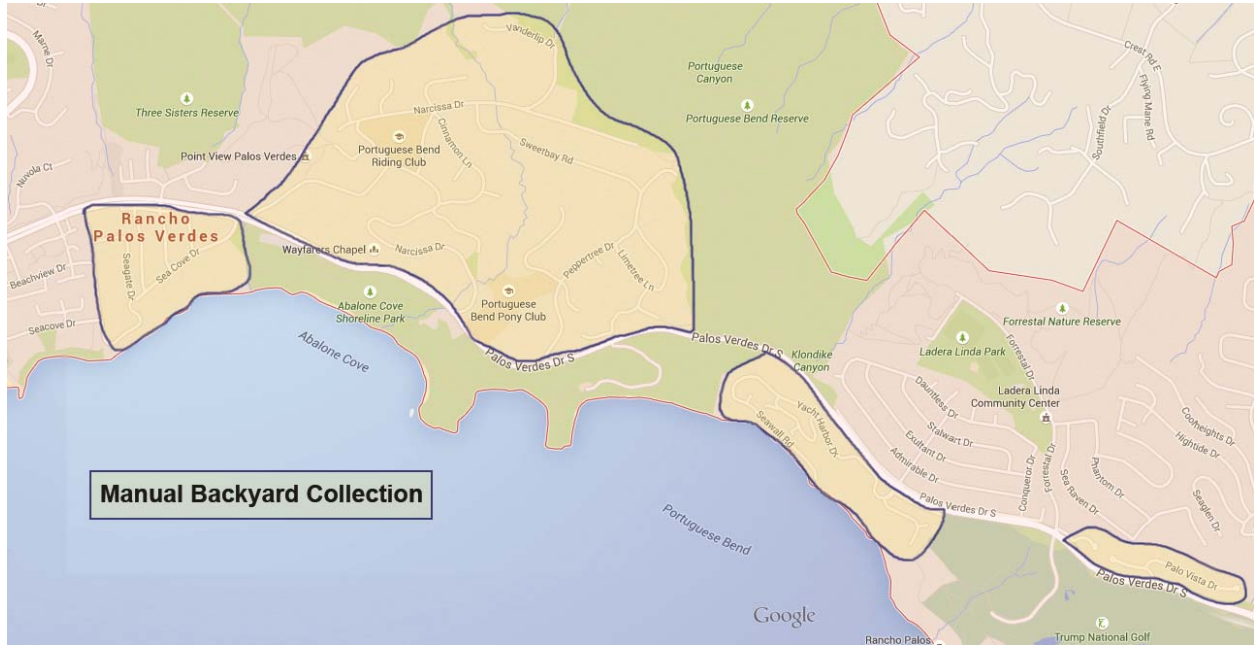 Marne Dr
Nuvola Ct
Three Sisters Reserve
Point View Palos Verdes
Vanderlip Dr
Narcissa Dr
Cinnamon Ln
Portuguese Bend
Riding Club
Sweetbay Rd
Portuguese
Canyon
Portuguese Bend Reserve
Crest Rd E
Flying Mane Rd
Southfield Dr
Rancho
Palos Verdes
Beachview Dr
Seagate Dr
Sea Cove Dr
Seacove Dr
Wayfarers Chapel
Narcissa Dr
Peppertree Dr
Limetree Ln
Abalone Cove
Shoreline Park
Portuguese
Bend Pony Club
Abalone Cove
Palos Verdes Dr S
Palos Verdes Dr S
Klondike
Canyon
Forrestal Nature Reserve
Ladera Linda Park
Forrestal Dr
Ladera Linda
Community Center
Dauntless Dr
Stalwart Dr
Exultant Dr
Admirable Dr
Yacht Harbor Dr
Seawall Rd
Conqueror Dr
Forrestal Dr
Sea Raven Dr
Phantom Dr
Coolheights Dr
Hightide Dr
Seaglen Dr
Manual Backyard Collection
Portuguese Bend
Palos Verdes Dr S
Palo Vista Dr
Palos Verdes Dr S
Google
Rancho Palos
Trump National Golf